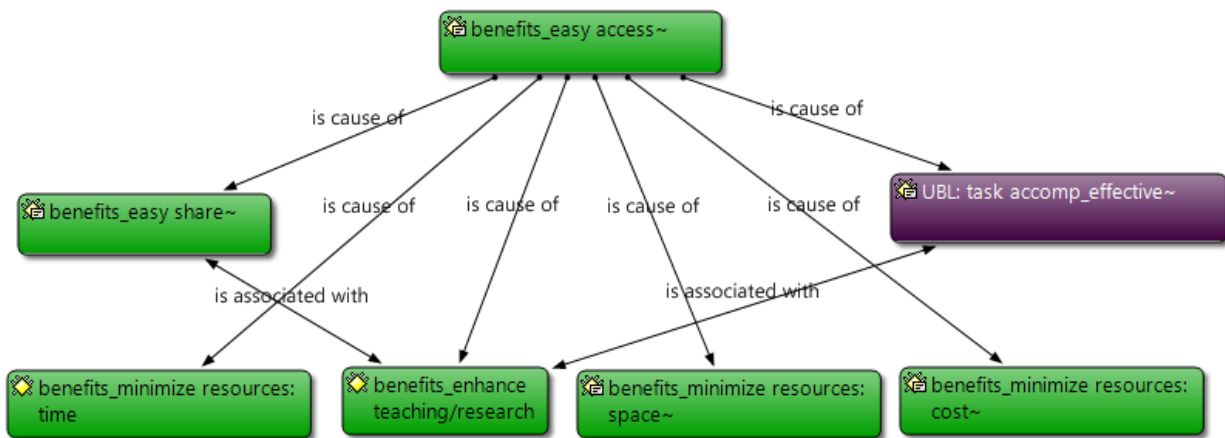 benefits_easy access~
is cause of
is cause of
benefits_easy share~
is cause of
is cause of
is cause of
is cause of
UBL: task accomp_effective~
is associated with
is associated with
benefits_minimize resources:
time
benefits_enhance
teaching/research
benefits_minimize resources:
space~
benefits_minimize resources:
cost~